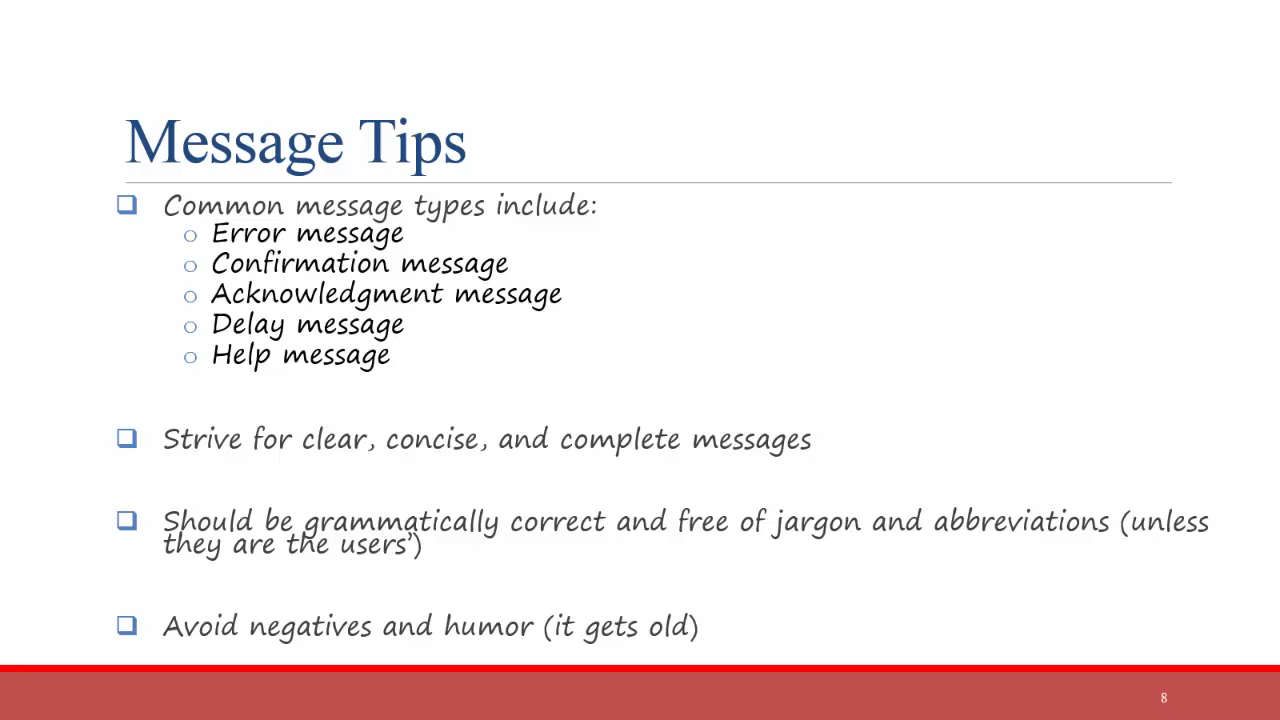 Message Tips
Common message types include:
Error message
Confirmation message
Acknowledgment message
Delay message
Help message
Strive for clear, concise, and complete messages
Should be grammatically correct and free of jargon and abbreviations (unless
they are the users’)
Avoid negatives and humor (it gets old)
8